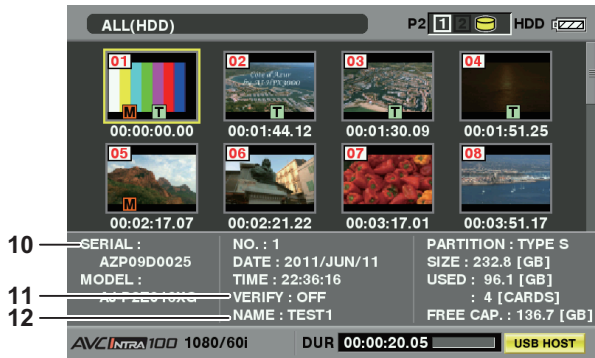 ALL(HDD) P2 1 2 HDD
01 02 03 04
Côte d'Azur
by AJ-HPX3000
M T T T T
00:00:00.00 00:01:44.12 00:01:30.09 00:01:51.25
05 06 07 08
M
00:02:17.07 00:02:21.22 00:03:17.01 00:03:51.17
10 SERIAL : NO. : 1 PARTITION : TYPE S
AZP09D0025 DATE : 2011/JUN/11 SIZE : 232.8 [GB]
MODEL : TIME : 22:36:16 USED : 96.1 [GB]
11 VERIFY : OFF : 4 [CARDS]
12 NAME : TEST1 FREE CAP. : 136.7 [GB]
AVC INTRA 100 1080/60i DUR 00:00:20.05 USB HOST